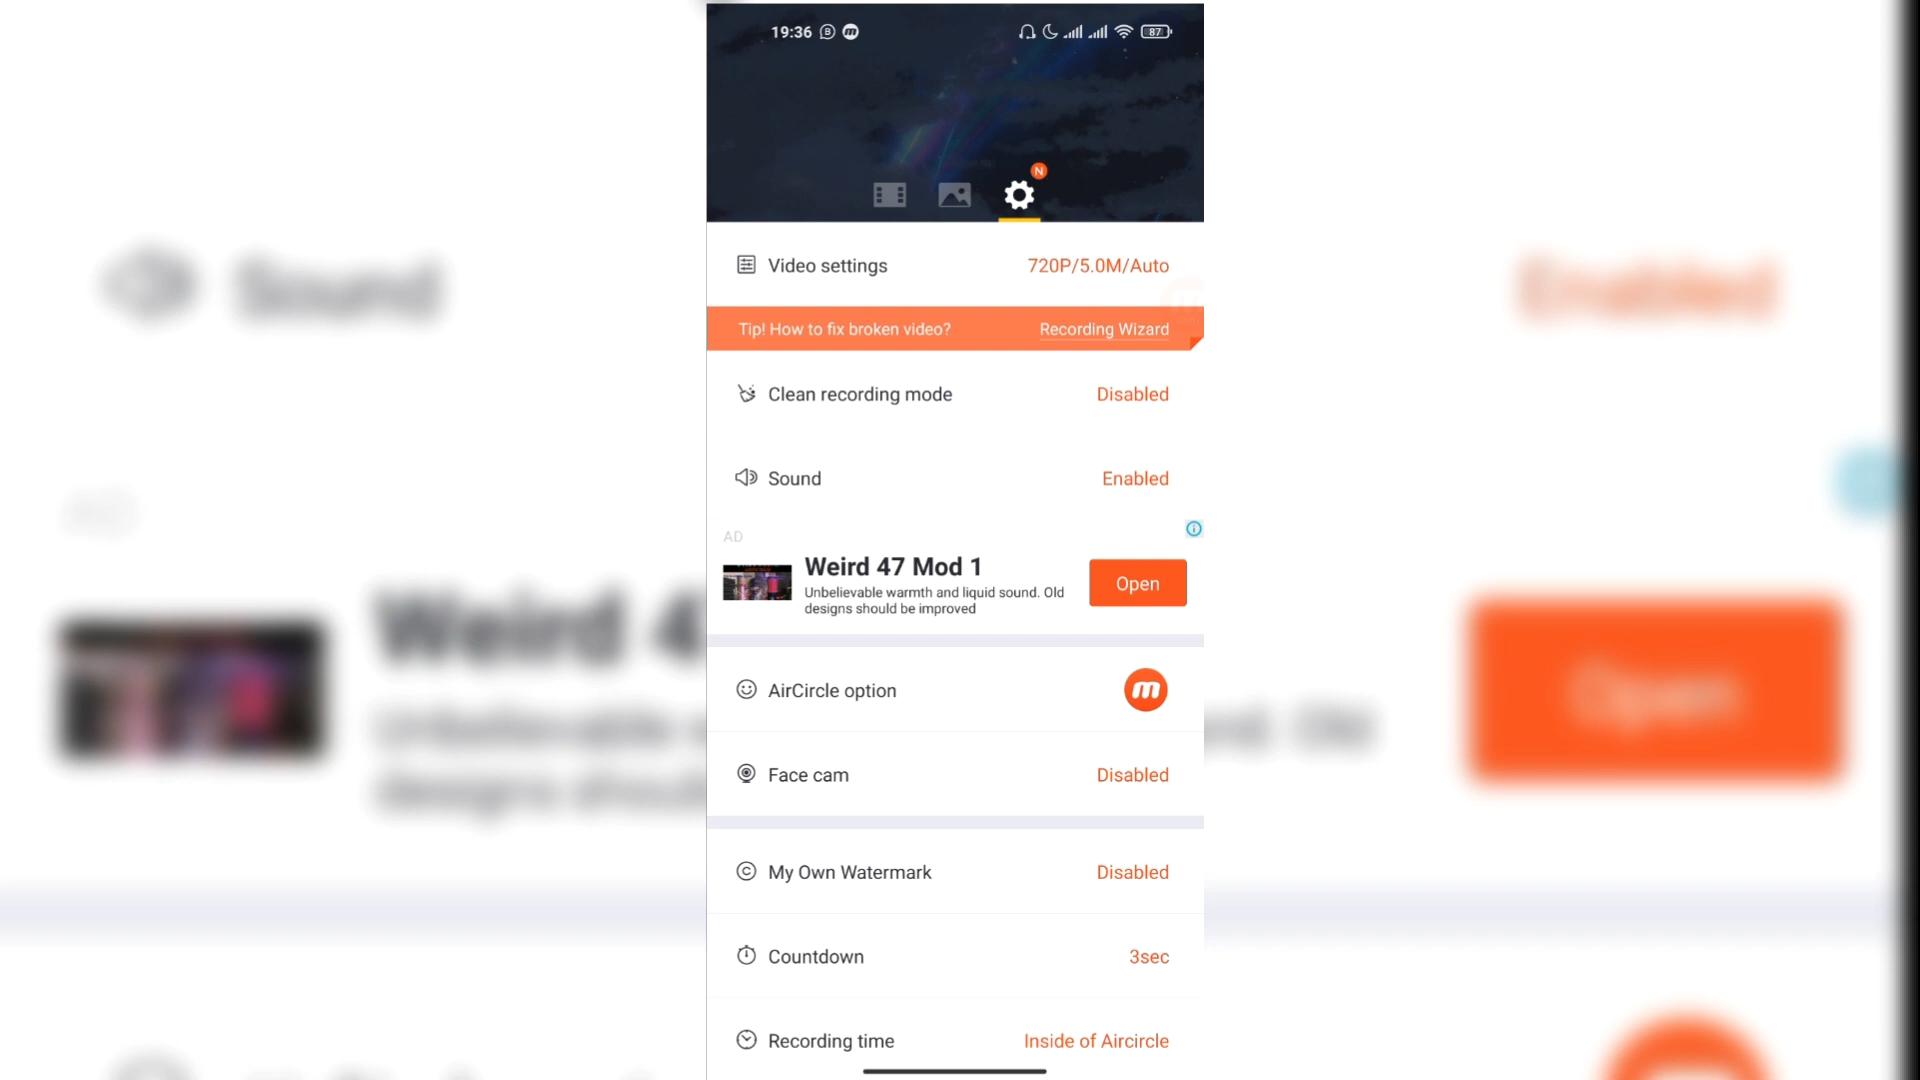 19:36
87
N
Video settings 720P/5.0M/Auto
Tip! How to fix broken video? Recording Wizard
Clean recording mode Disabled
Sound Enabled
AD
Weird 47 Mod 1
Unbelievable warmth and liquid sound. Old
designs should be improved
Open
AirCircle option m
Face cam Disabled
My Own Watermark Disabled
Countdown 3sec
Recording time Inside of Aircircle